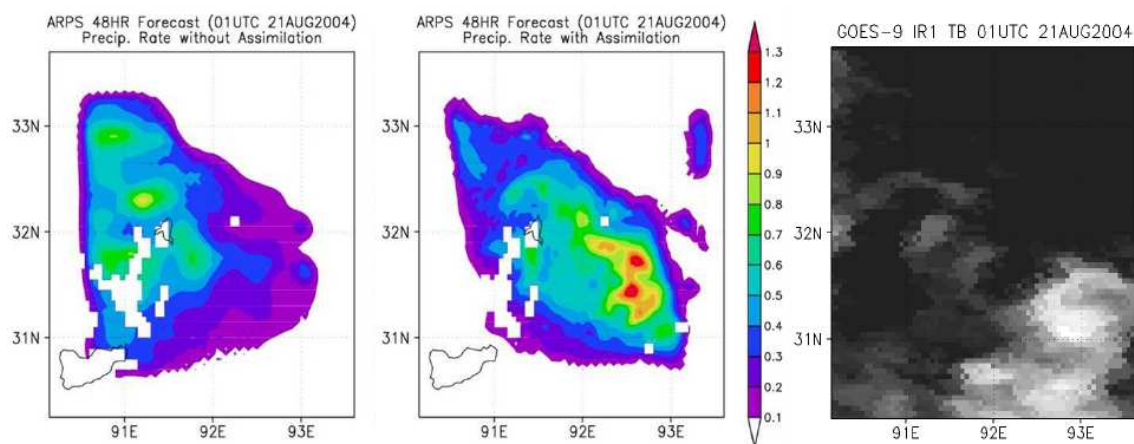 ARPS 48HR Forecast (01UTC 21AUG2004)
Precip. Rate without Assimilation
33N
32N
31N
91E 92E 93E
ARPS 48HR Forecast (01UTC 21AUG2004)
Precip. Rate with Assimilation
33N
32N
31N
91E 92E 93E
1.3
1.2
1.1
1
0.9
0.8
0.7
0.6
0.5
0.4
0.3
0.2
0.1
GOES-9 IR1 TB 01UTC 21AUG2004
33N
32N
31N
91E 92E 93E